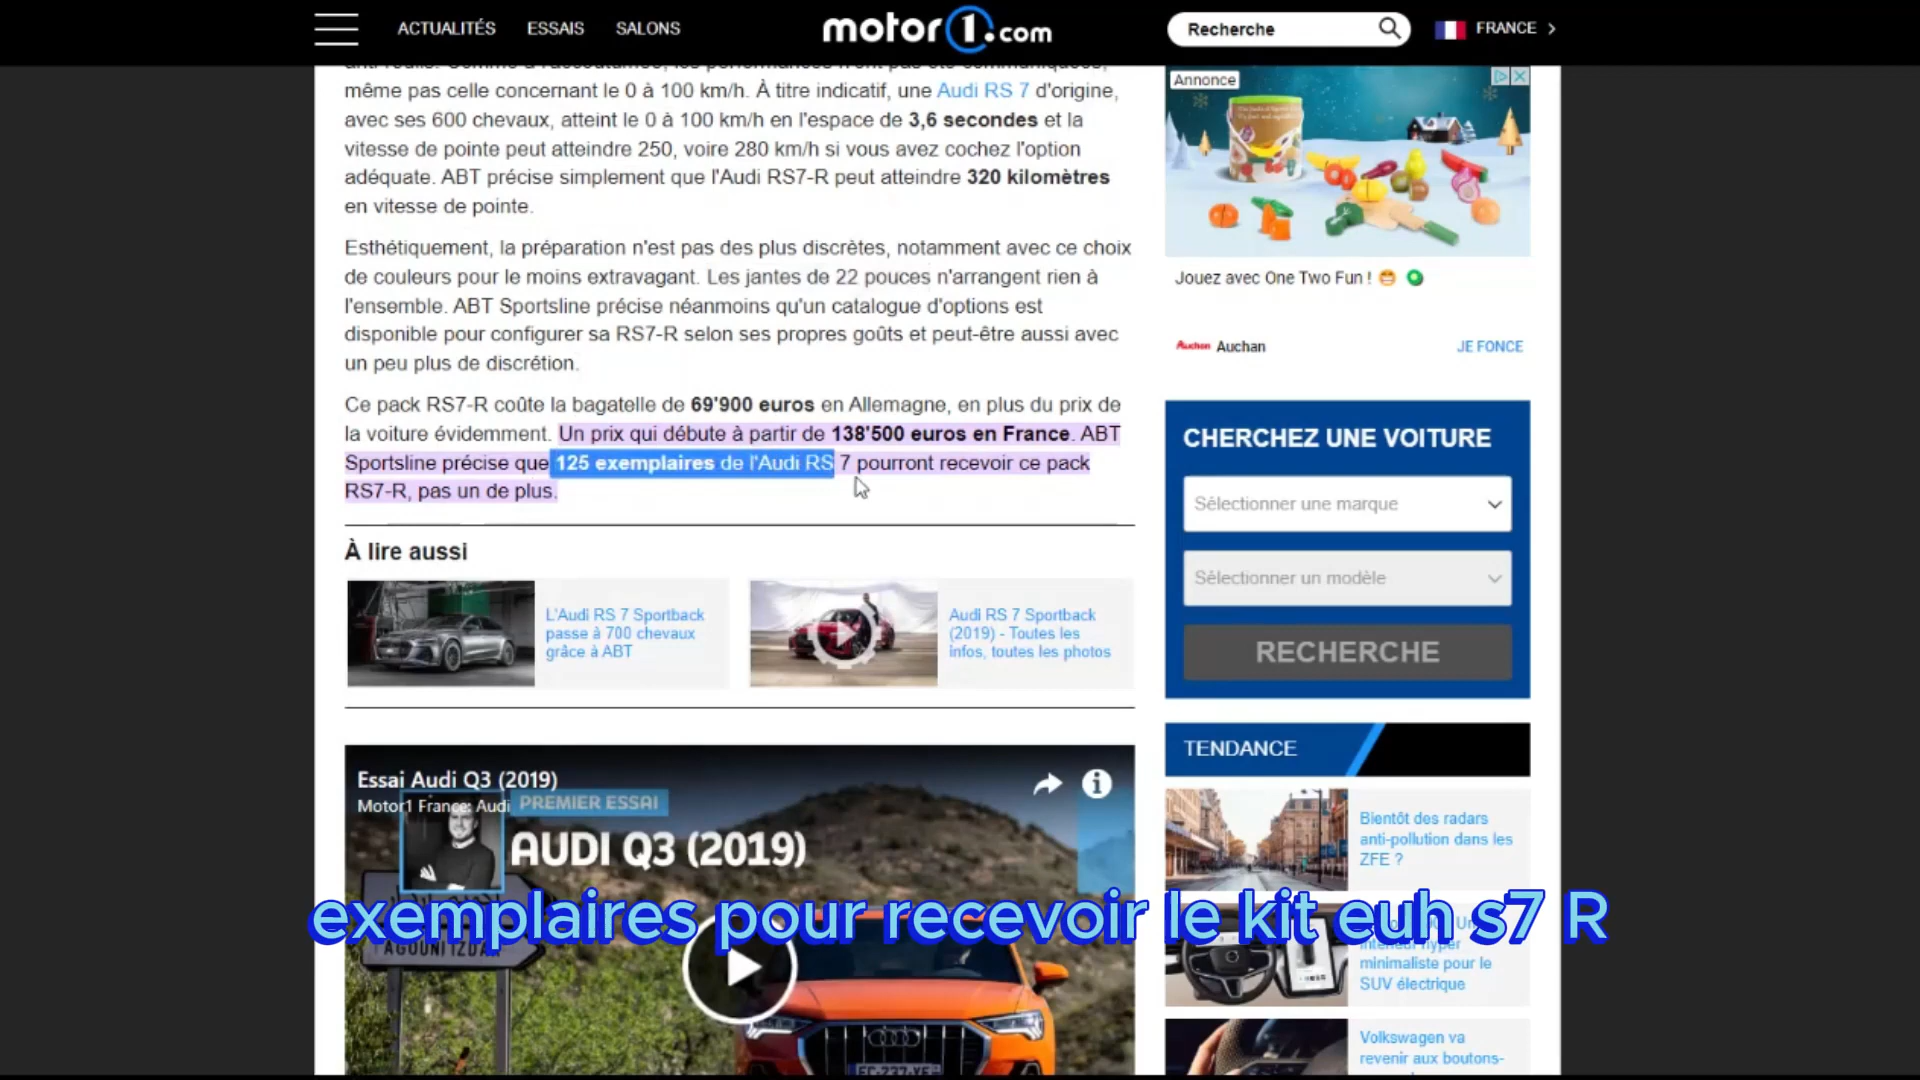 ACTUALITÉS ESSAIS SALONS motor1.com Recherche FRANCE
même pas celle concernant le 0 à 100 km/h. À titre indicatif, une Audi RS 7 d'origine,
avec ses 600 chevaux, atteint le 0 à 100 km/h en l'espace de 3,6 secondes et la
vitesse de pointe peut atteindre 250, voire 280 km/h si vous avez cochez l'option
adéquate. ABT précise simplement que l'Audi RS7-R peut atteindre 320 kilomètres
en vitesse de pointe.
Esthétiquement, la préparation n'est pas des plus discrètes, notamment avec ce choix
de couleurs pour le moins extravagant. Les jantes de 22 pouces n'arrangent rien à
l'ensemble. ABT Sportsline précise néanmoins qu'un catalogue d'options est
disponible pour configurer sa RS7-R selon ses propres goûts et peut-être aussi avec
un peu plus de discrétion.
Ce pack RS7-R coûte la bagatelle de 69'900 euros en Allemagne, en plus du prix de
la voiture évidemment. Un prix qui débute à partir de 138'500 euros en France. ABT
Sportsline précise que 125 exemplaires de l'Audi RS 7 pourront recevoir ce pack
RS7-R, pas un de plus.
À lire aussi
L'Audi RS 7 Sportback
passe à 700 chevaux
grâce à ABT
Audi RS 7 Sportback
(2019) - Toutes les
infos, toutes les photos
Essai Audi Q3 (2019)
Motor1 France: Audi
PREMIER ESSAI
AUDI Q3 (2019)
exemplaires pour recevoir le kit euh s7 R
Annonce
Jouez avec One Two Fun !
Auchan Auchan JE FONCE
CHERCHEZ UNE VOITURE
Sélectionner une marque
Sélectionner un modèle
RECHERCHE
TENDANCE
Bientôt des radars
anti-pollution dans les
ZFE ?
intérieur hyper
minimaliste pour le
SUV électrique
Volkswagen va
revenir aux boutons-